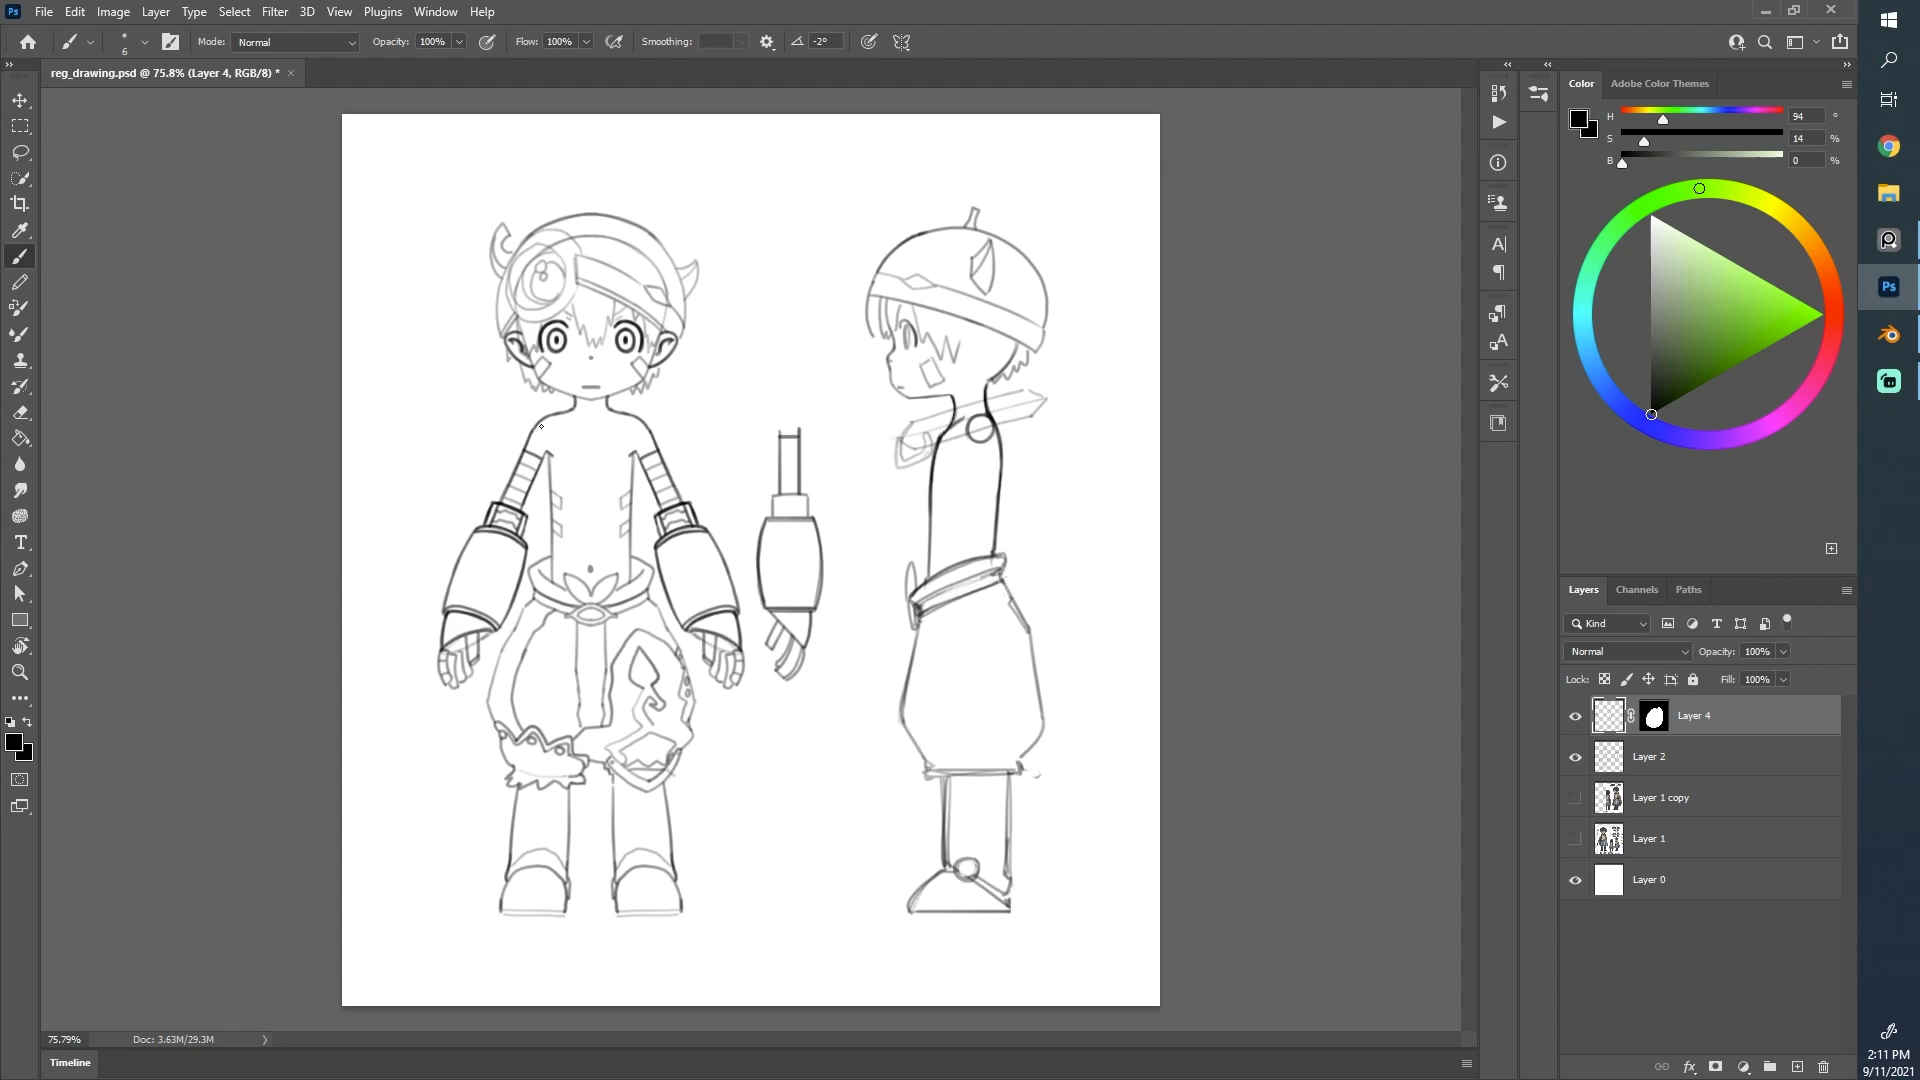 Ps File Edit Image Layer Type Select Filter 3D View Plugins Window Help
6 Mode: Normal Opacity: 100% Flow: 100% Smoothing: -2°
reg_drawing.psd @ 75.8% (Layer 4, RGB/8) *
Color Adobe Color Themes
H 94 °
S 14 %
B 0 %
Ps
Layers Channels Paths
Kind
Normal Opacity: 100%
Lock: Fill: 100%
Layer 4
Layer 2
Layer 1 copy
Layer 1
Layer 0
75.79% Doc: 3.63M/29.3M
Timeline
fx
2:11 PM
9/11/2021